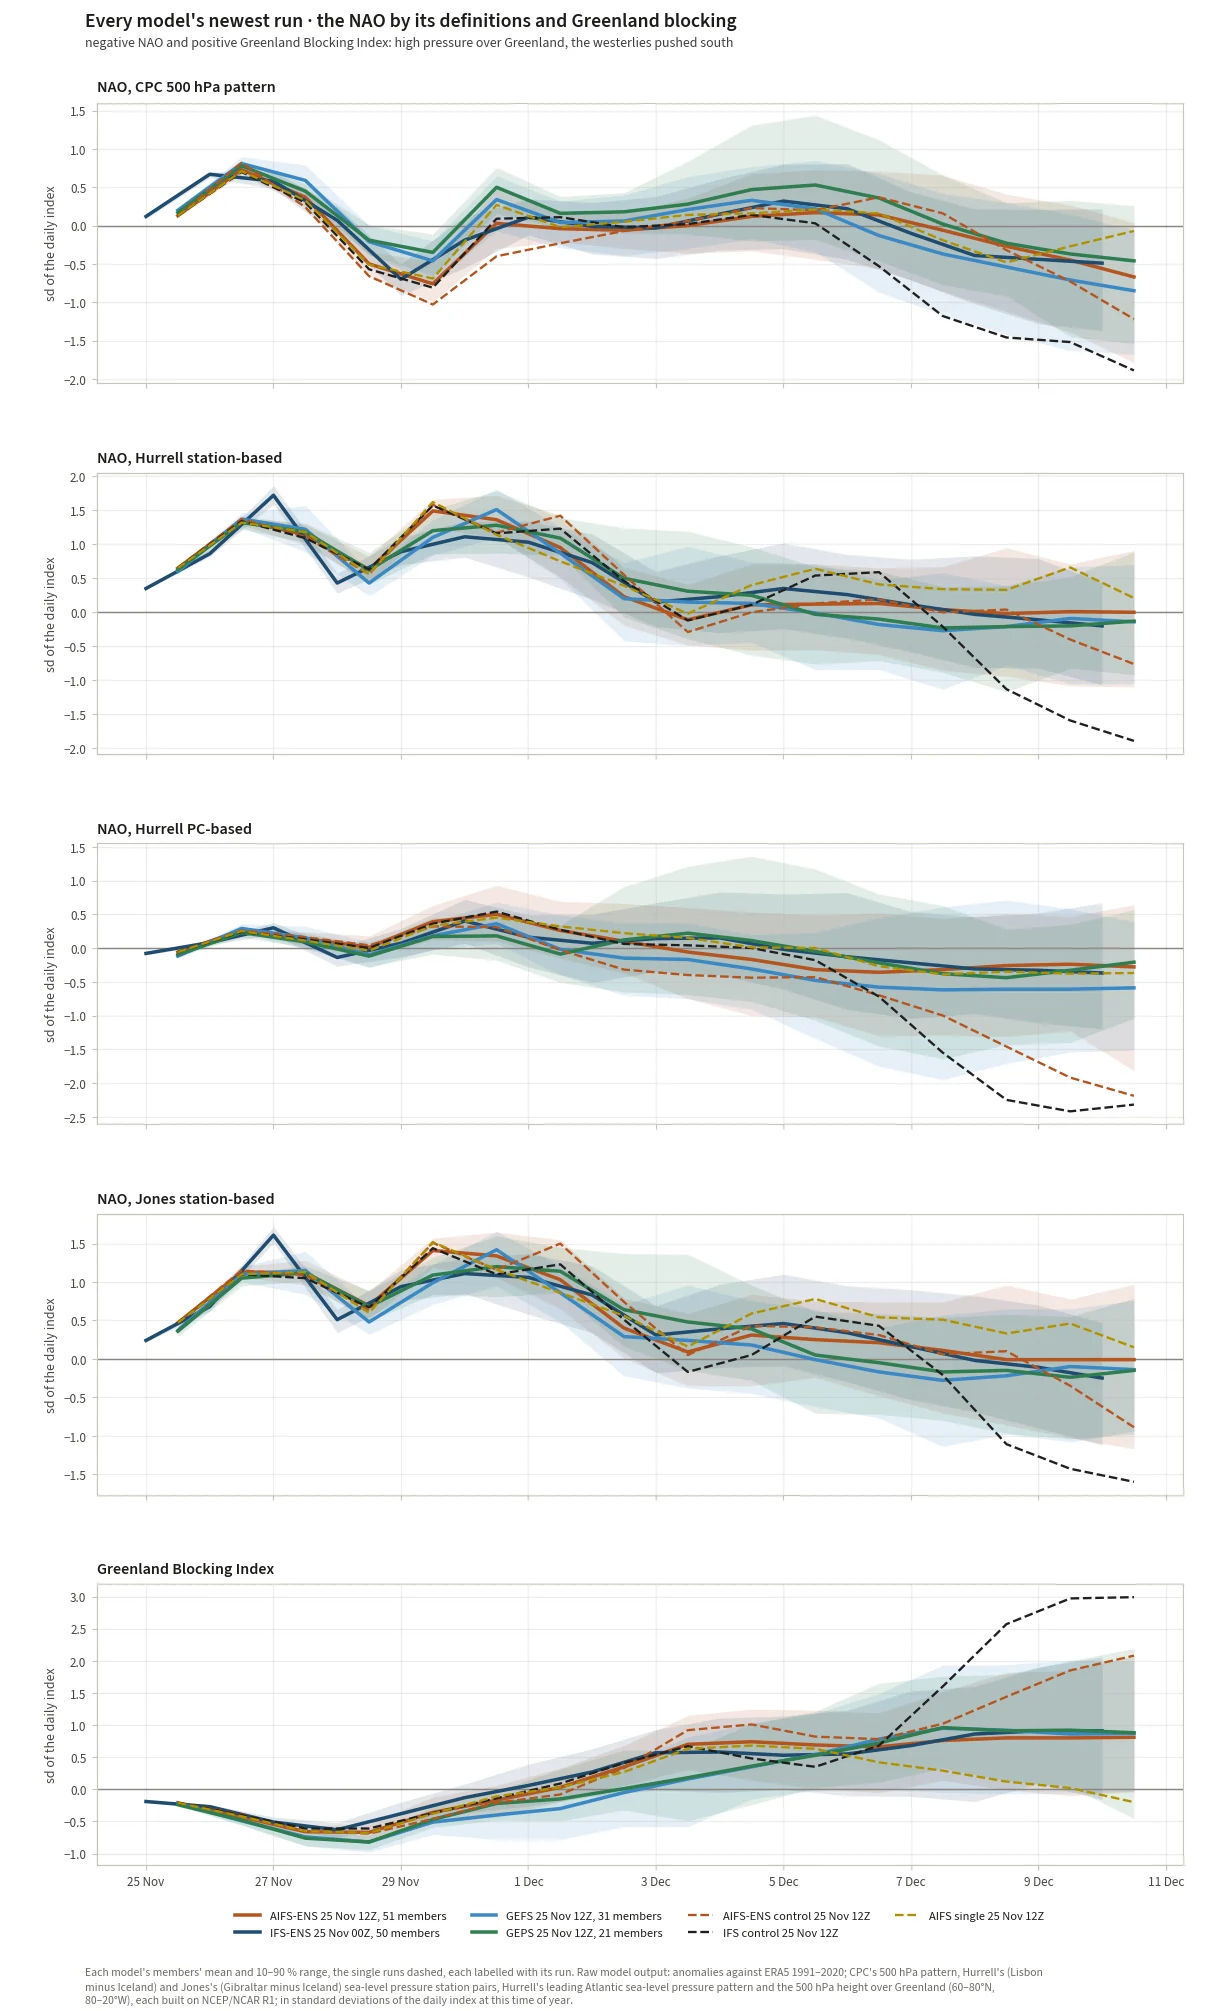 Every model's newest run · the NAO by its definitions and Greenland blocking
negative NAO and positive Greenland Blocking Index: high pressure over Greenland, the westerlies pushed south
NAO, CPC 500 hPa pattern
sd of the daily index
1.5
1.0
0.5
0.0
−0.5
−1.0
−1.5
−2.0
NAO, Hurrell station-based
sd of the daily index
2.0
1.5
1.0
0.5
0.0
−0.5
−1.0
−1.5
−2.0
NAO, Hurrell PC-based
sd of the daily index
1.5
1.0
0.5
0.0
−0.5
−1.0
−1.5
−2.0
−2.5
NAO, Jones station-based
sd of the daily index
1.5
1.0
0.5
0.0
−0.5
−1.0
−1.5
Greenland Blocking Index
sd of the daily index
3.0
2.5
2.0
1.5
1.0
0.5
0.0
−0.5
−1.0
25 Nov 27 Nov 29 Nov 1 Dec 3 Dec 5 Dec 7 Dec 9 Dec 11 Dec
AIFS-ENS 25 Nov 12Z, 51 members GEFS 25 Nov 12Z, 31 members AIFS-ENS control 25 Nov 12Z AIFS single 25 Nov 12Z
IFS-ENS 25 Nov 00Z, 50 members GEPS 25 Nov 12Z, 21 members IFS control 25 Nov 12Z
Each model's members' mean and 10–90 % range, the single runs dashed, each labelled with its run. Raw model output: anomalies against ERA5 1991–2020; CPC's 500 hPa pattern, Hurrell's (Lisbon
minus Iceland) and Jones's (Gibraltar minus Iceland) sea-level pressure station pairs, Hurrell's leading Atlantic sea-level pressure pattern and the 500 hPa height over Greenland (60–80°N,
80–20°W), each built on NCEP/NCAR R1; in standard deviations of the daily index at this time of year.